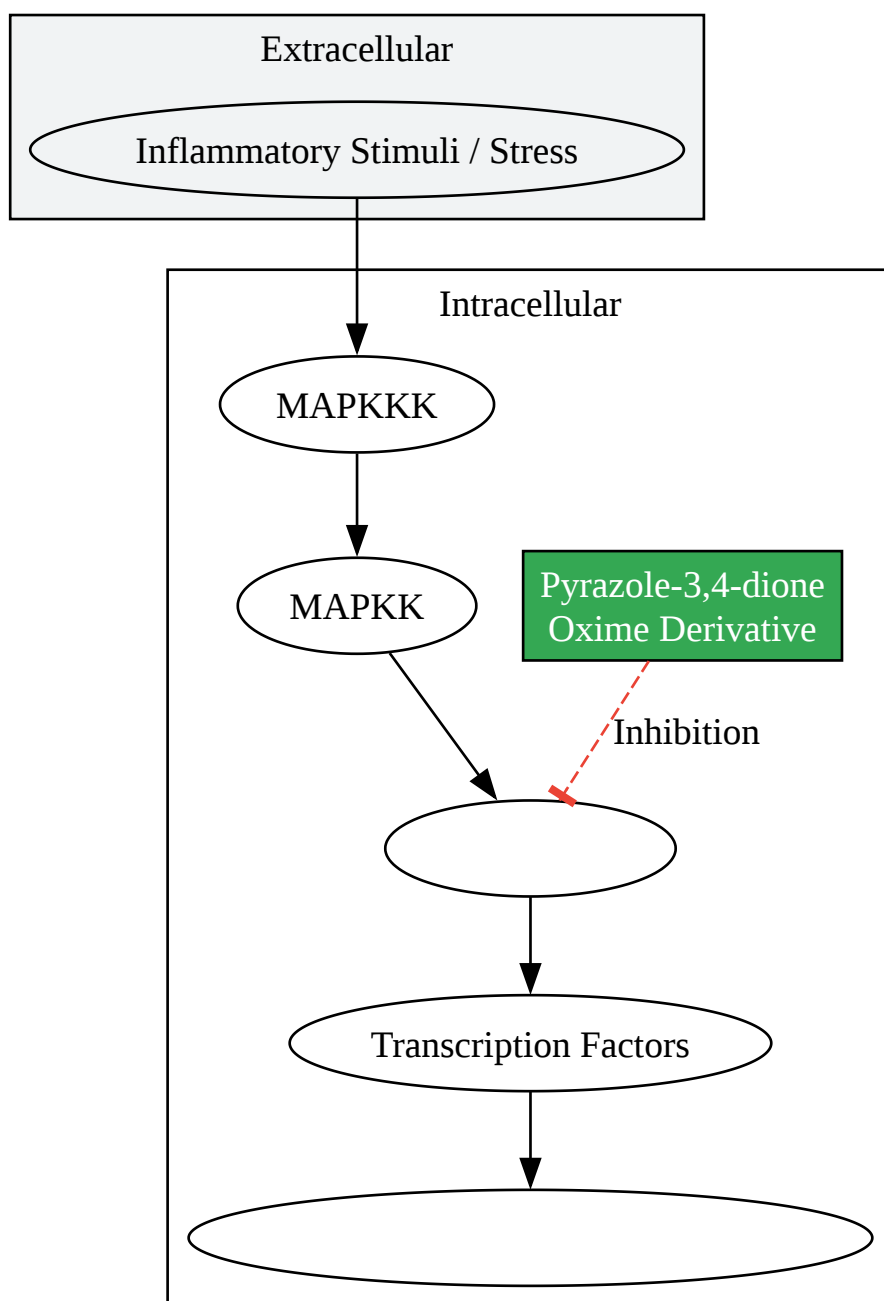 Extracellular
Inflammatory Stimuli / Stress
Intracellular
MAPKKK
MAPKK
Pyrazole-3,4-dione
Oxime Derivative
Inhibition
Transcription Factors